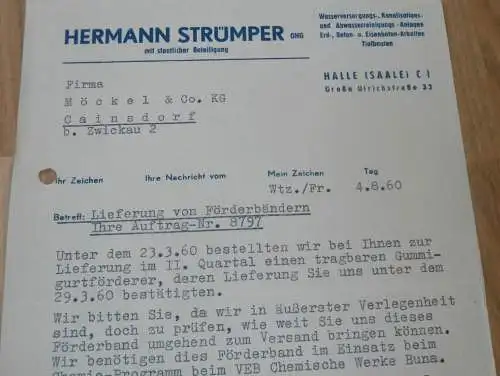 HERMANN STRÜMPER OHG
mit staatlicher Beteiligung
Wasserversorgungs-, Kanalisations-
und Abwasserreinigungs-Anlagen
Erd-, Beton- u. Eisenbeton-Arbeiten
Tiefbauten
HALLE (SAALE) C 1
Große Ulrichstraße 33
Firma
Möckel & Co. KG
Cainsdorf
b. Zwickau 2
Ihr Zeichen Ihre Nachricht vom Mein Zeichen Tag
Wtz./Fr. 4.8.60
Betreff: Lieferung von Förderbändern
Ihre Auftrag-Nr. 8797
Unter dem 23.3.60 bestellten wir bei Ihnen zur
Lieferung im II. Quartal einen tragbaren Gummi-
gurtförderer, deren Lieferung Sie uns unter dem
29.3.60 bestätigten.
Wir bitten Sie, da wir in äußerster Verlegenheit
sind, doch zu prüfen, wie weit Sie uns dieses
Förderband umgehend zum Versand bringen können.
Wir benötigen dies Förderband im Einsatz beim
Chemie-Programm beim VEB Chemische Werke Buna.